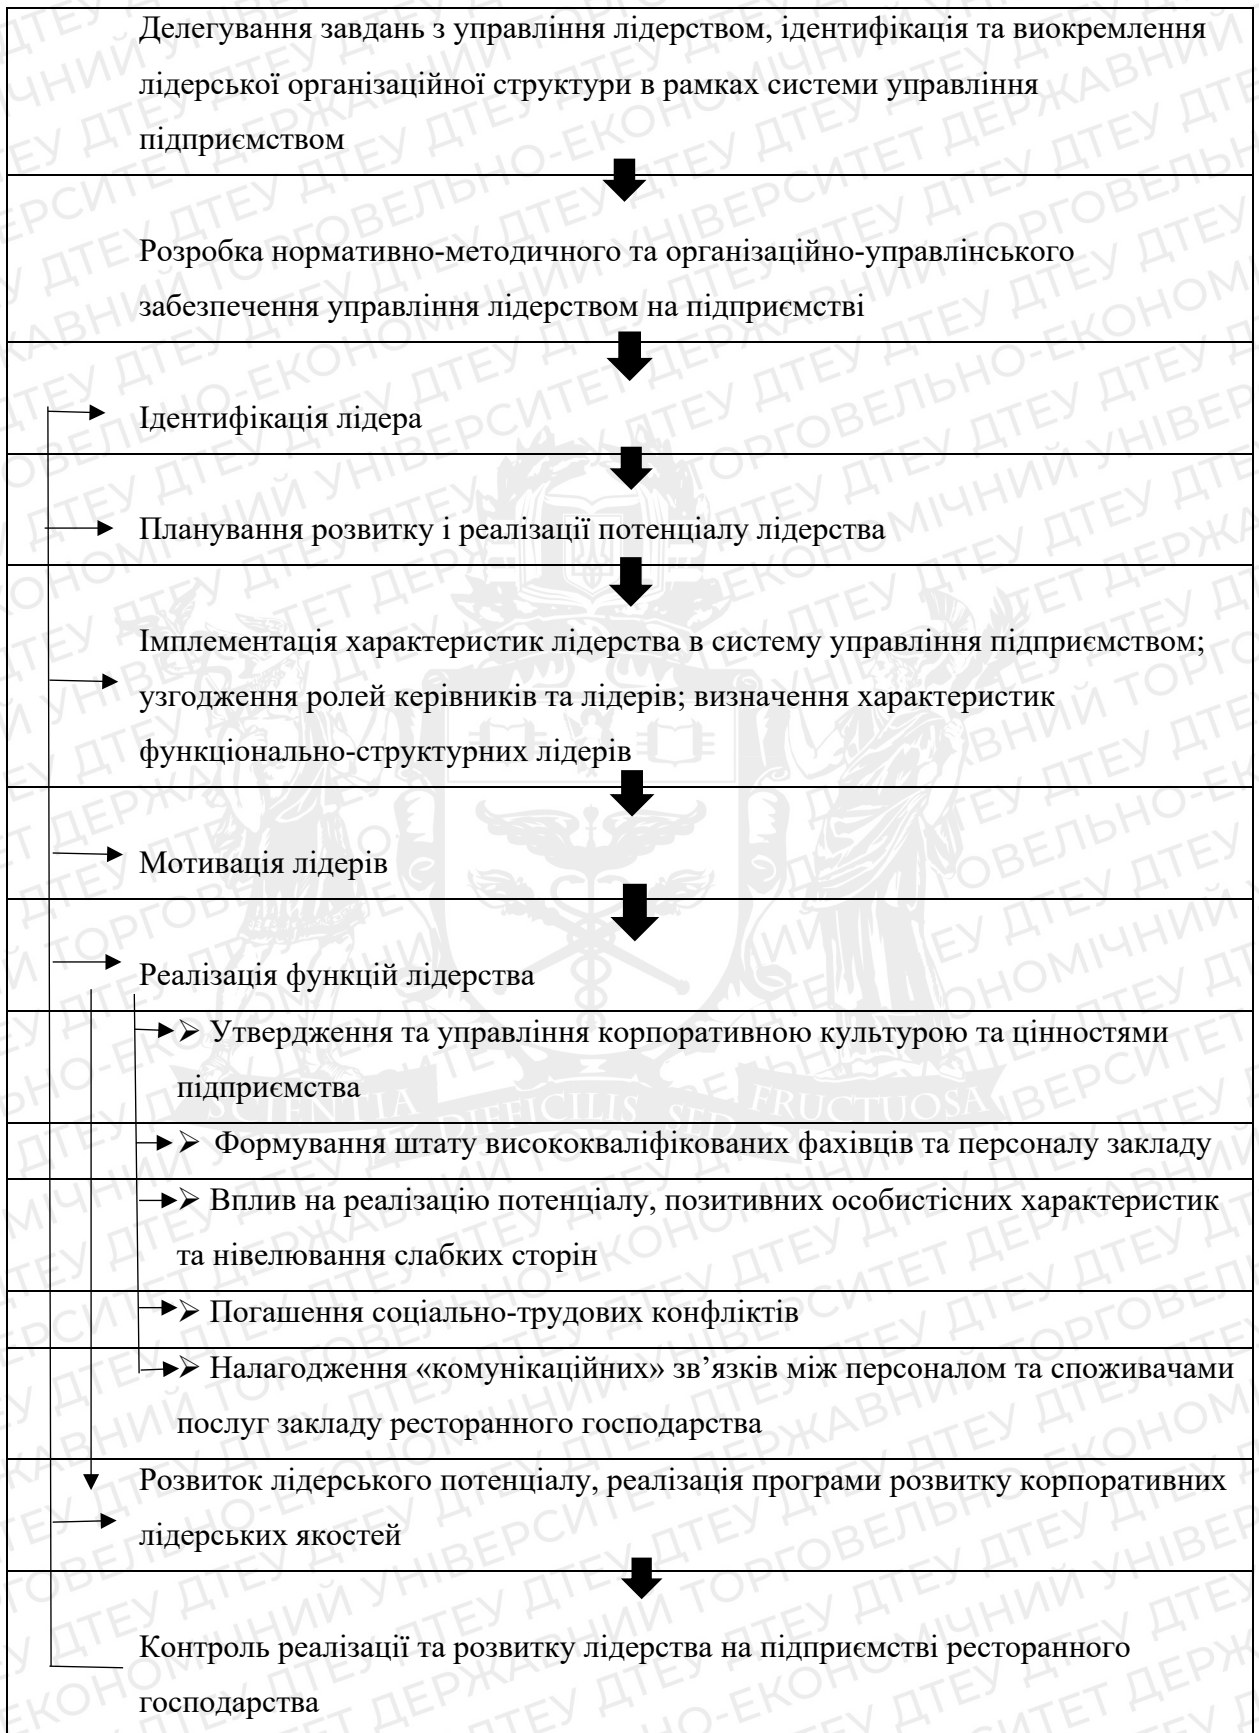 Делегування завдань з управління лідерством, ідентифікація та виокремлення
лідерської організаційної структури в рамках системи управління
підприємством
Розробка нормативно-методичного та організаційно-управлінського
забезпечення управління лідерством на підприємстві
Ідентифікація лідера
Планування розвитку і реалізації потенціалу лідерства
Імплементація характеристик лідерства в систему управління підприємством;
узгодження ролей керівників та лідерів; визначення характеристик
функціонально-структурних лідерів
Мотивація лідерів
Реалізація функцій лідерства
➢ Утвердження та управління корпоративною культурою та цінностями
підприємства
➢ Формування штату висококваліфікованих фахівців та персоналу закладу
➢ Вплив на реалізацію потенціалу, позитивних особистісних характеристик
та нівелювання слабких сторін
➢ Погашення соціально-трудових конфліктів
➢ Налагодження «комунікаційних» зв’язків між персоналом та споживачами
послуг закладу ресторанного господарства
Розвиток лідерського потенціалу, реалізація програми розвитку корпоративних
лідерських якостей
Контроль реалізації та розвитку лідерства на підприємстві ресторанного
господарства
SCIENTIA DIFFICILIS SED FRUCTUOSA